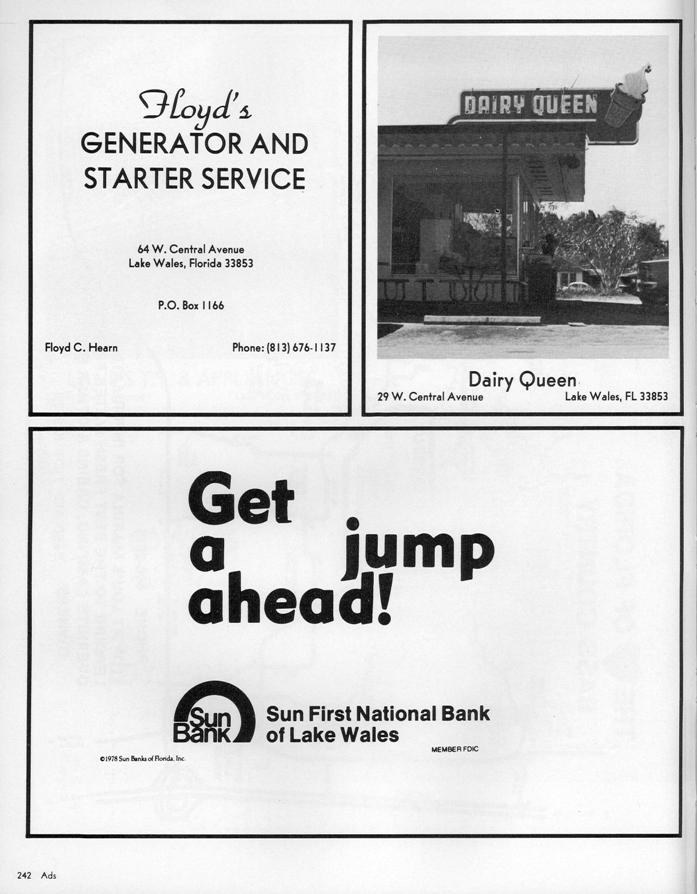 Floyd's
GENERATOR AND
STARTER SERVICE
64 W. Central Avenue
Lake Wales, Florida 33853
P.O. Box 1166
Floyd C. Hearn
Phone: (813) 676-1137
DAIRY QUEEN
Dairy Queen
29 W. Central Avenue
Lake Wales, FL 33853
Get
a jump
ahead!
Sun
Bank
Sun First National Bank
of Lake Wales
MEMBER FDIC
©1978 Sun Banks of Florida, Inc.
242 Ads